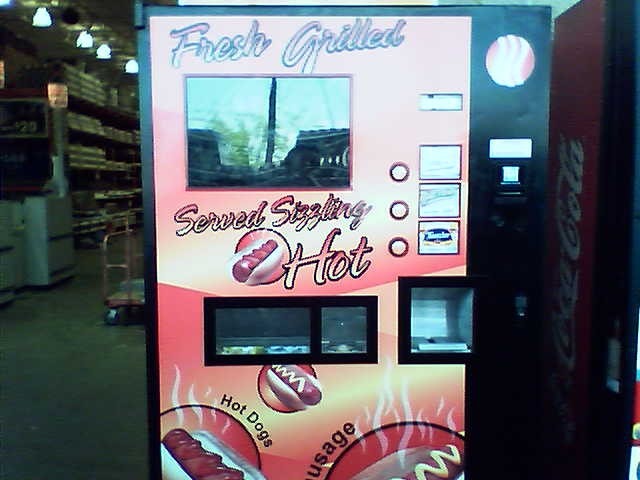 Fresh Grilled
Served Sizzling
Hot
Hot Dogs
usage
Coca-Cola